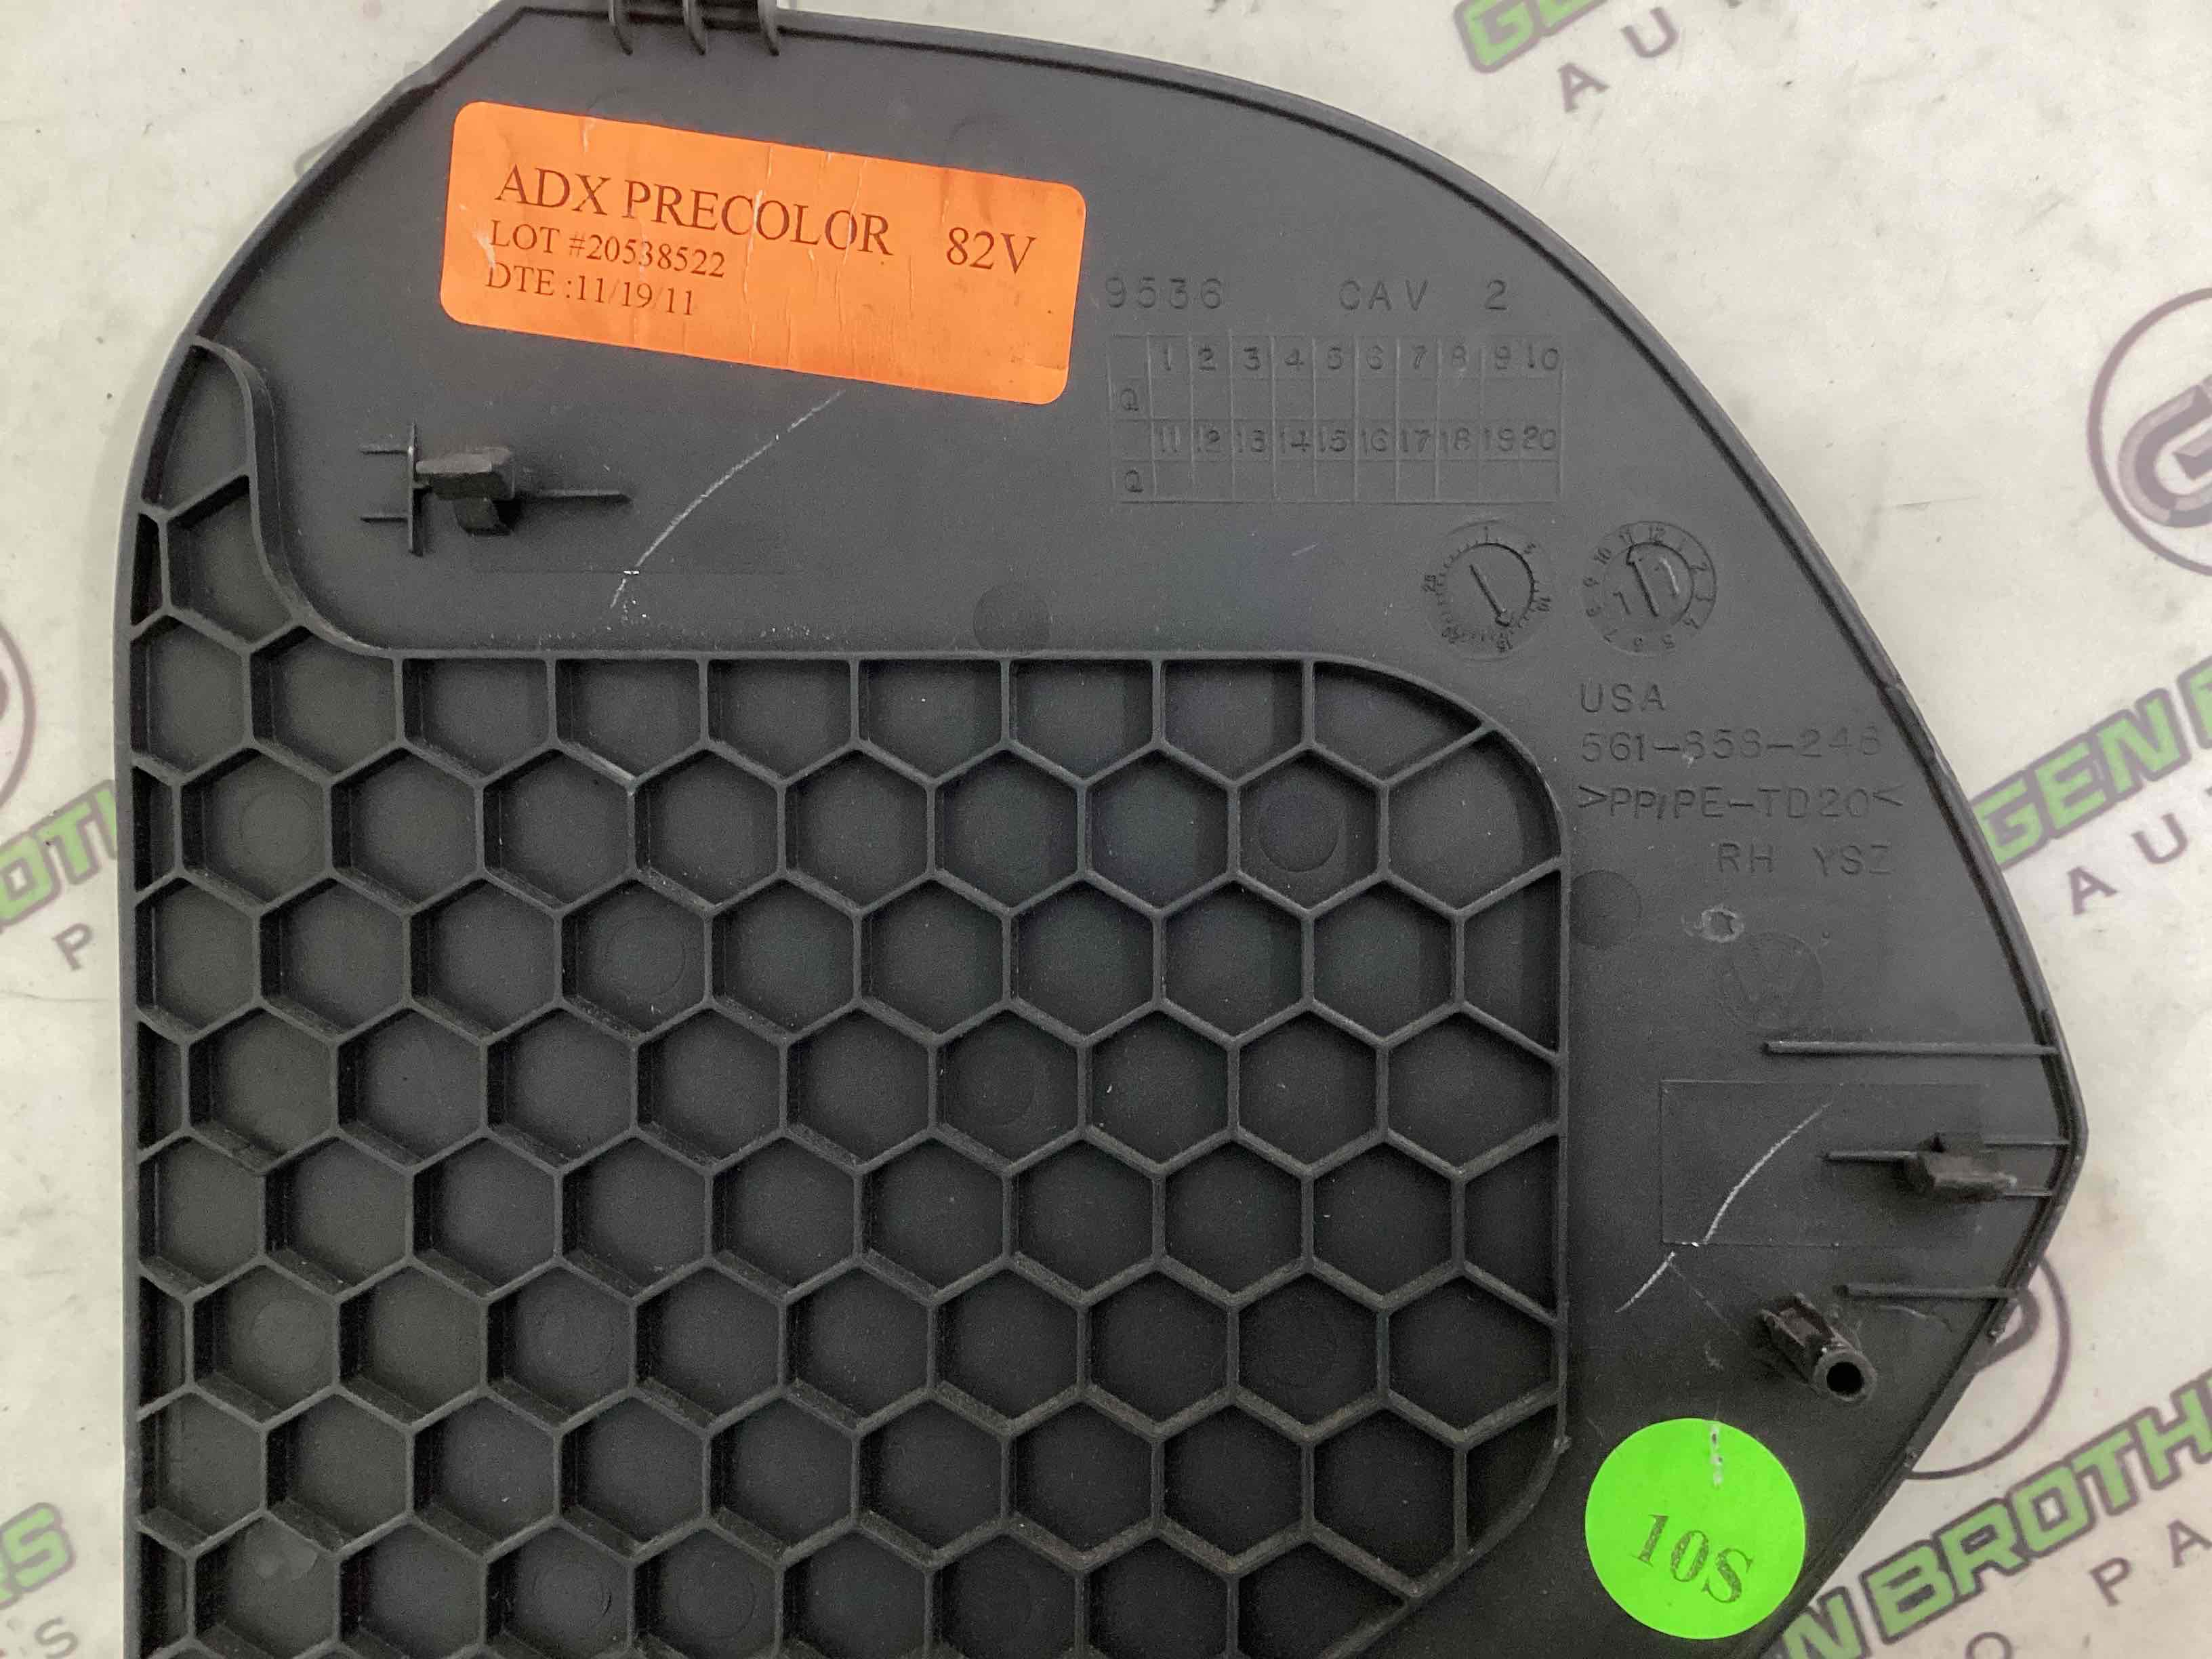 ADX PRECOLOR 82V
LOT #20538522
DTE :11/19/11
9536 CAV 2
1 2 3 4 5 6 7 8 9 10
Q
11 12 13 14 15 16 17 18 19 20
Q
USA
561-858-248
>PP/PE-TD20<
RH YSZ
10S